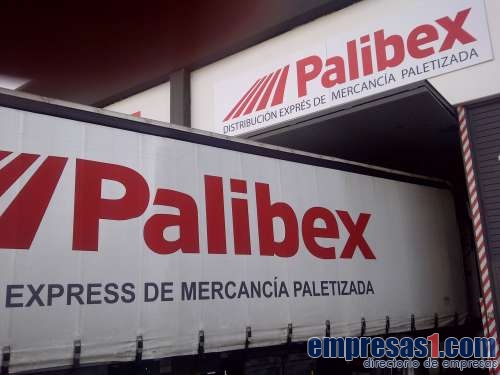 Palibex
DISTRIBUCIÓN EXPRÉS DE MERCANCÍA PALETIZADA
Palibex
EXPRESS DE MERCANCÍA PALETIZADA
empresas1.com
directorio de empresas